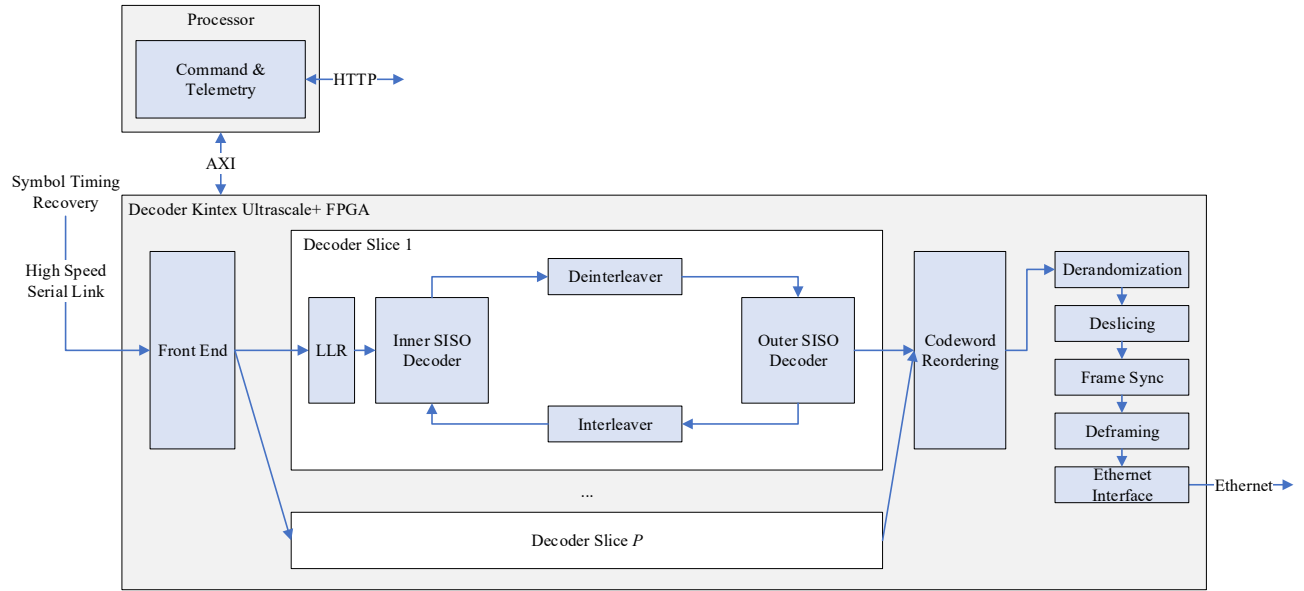 Processor
Command &
Telemetry
HTTP
AXI
Symbol Timing
Recovery
High Speed
Serial Link
Decoder Kintex Ultrascale+ FPGA
Front End
Decoder Slice 1
LLR
Inner SISO
Decoder
Deinterleaver
Interleaver
Outer SISO
Decoder
...
Decoder Slice P
Codeword
Reordering
Derandomization
Deslicing
Frame Sync
Deframing
Ethernet
Interface
Ethernet